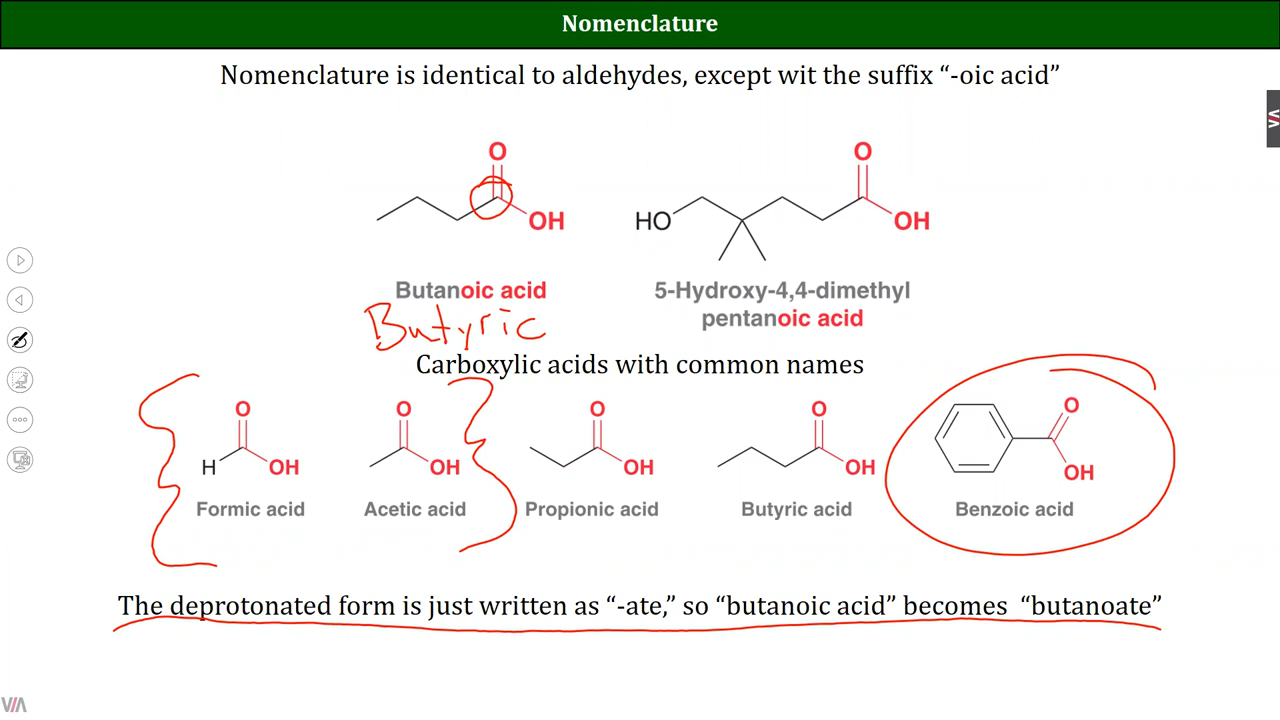 Nomenclature
Nomenclature is identical to aldehydes, except wit the suffix “-oic acid”
O
OH
O
HO
OH
Butanoic acid
5-Hydroxy-4,4-dimethyl
pentanoic acid
Butyric
Carboxylic acids with common names
O
H
OH
Formic acid
O
OH
Acetic acid
O
OH
Propionic acid
O
OH
Butyric acid
O
OH
Benzoic acid
The deprotonated form is just written as “-ate,” so “butanoic acid” becomes “butanoate”
VIA
VIA